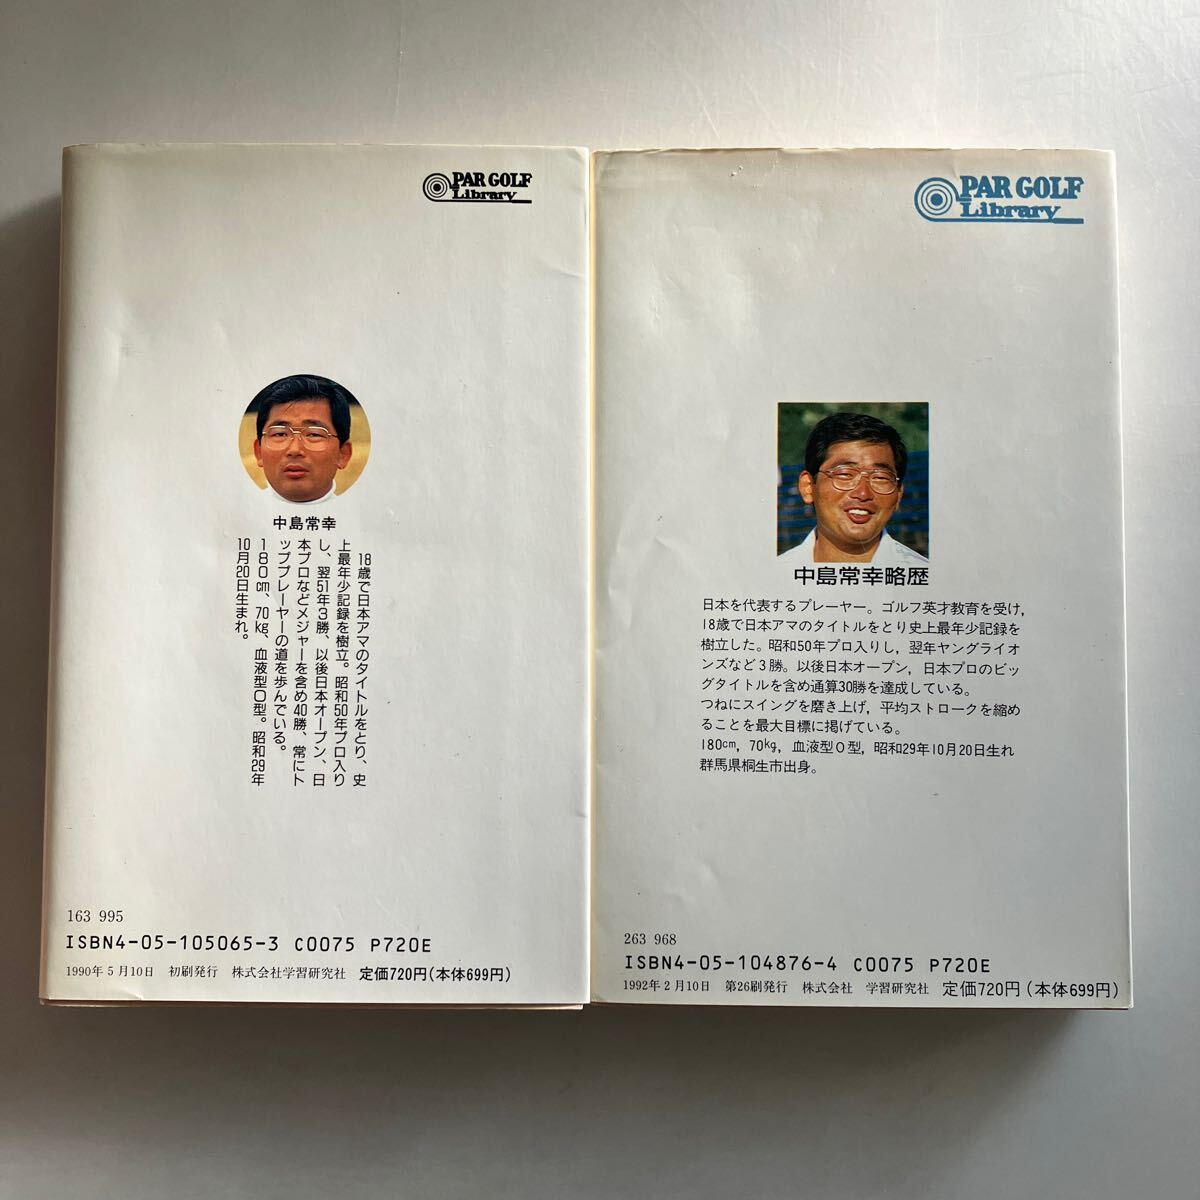 PAR GOLF
Library
中島常幸
18歳で日本アマのタイトルをとり、史
上最年少記録を樹立。昭和50年プロ入り
し、翌51年3勝、以後日本オープン、日
本プロなどメジャーを含め40勝、常にト
ッププレーヤーの道を歩んでいる。
180㎝、70㎏、血液型O型。昭和29年
10月20日生まれ。
163 995
ISBN4-05-105065-3 C0075 P720E
1990年5月10日 初刷発行 株式会社学習研究社 定価720円(本体699円)
PAR GOLF
Library
中島常幸略歴
日本を代表するプレーヤー。ゴルフ英才教育を受け,
18歳で日本アマのタイトルをとり史上最年少記録を
樹立した。昭和50年プロ入りし, 翌年ヤングライオ
ンズなど3勝。以後日本オープン, 日本プロのビッ
グタイトルを含め通算30勝を達成している。
つねにスイングを磨き上げ, 平均ストロークを縮め
ることを最大目標に掲げている。
180㎝, 70㎏, 血液型O型, 昭和29年10月20日生れ
群馬県桐生市出身。
263 968
ISBN4-05-104876-4 C0075 P720E
1992年2月10日 第26刷発行 株式会社 学習研究社 定価720円(本体699円)